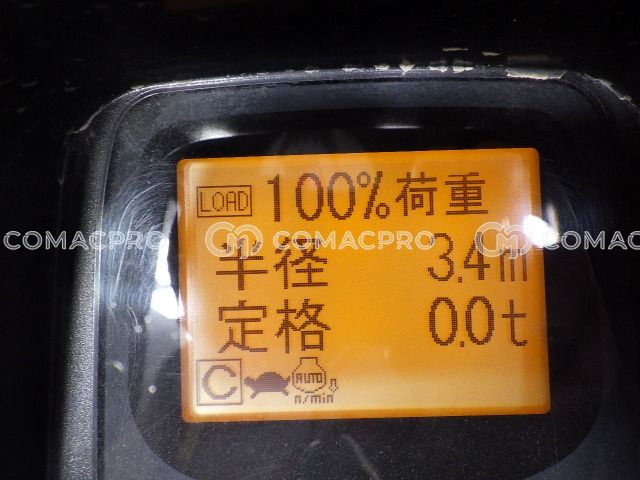 LOAD 100% 荷重
COMACPRO COMACPRO COMACPRO
半径 3.4m
定格 0.0t
C AUTO
n/min